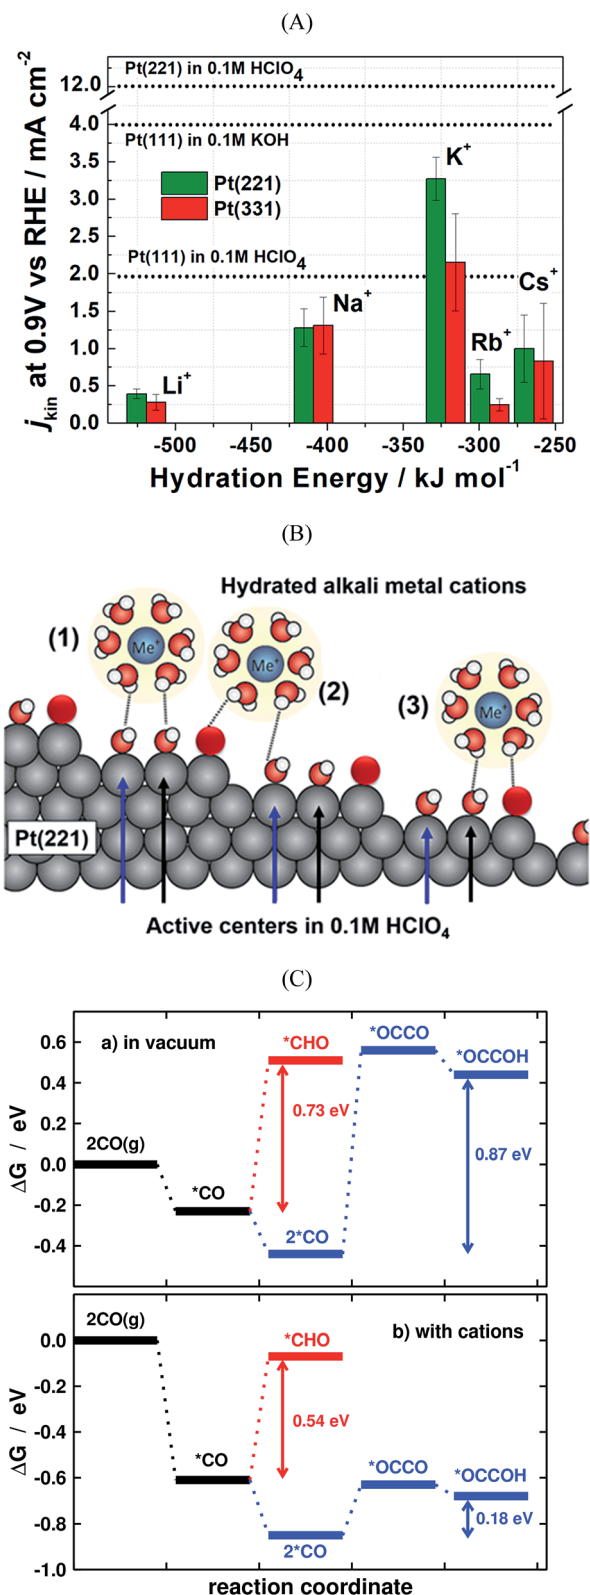 (A)
Pt(221) in 0.1M HClO4
12.0
4.0
Pt(111) in 0.1M KOH
3.5
K+
3.0
Pt(221)
Pt(331)
2.5
Pt(111) in 0.1M HClO4
2.0
Cs+
Na+
1.5
Rb+
1.0
Li+
0.5
0.0
jkin at 0.9V vs RHE / mA cm-2
-500 -450 -400 -350 -300 -250
Hydration Energy / kJ mol-1
(B)
Hydrated alkali metal cations
(1)
Me+
(2)
Me+
(3)
Me+
Pt(221)
Active centers in 0.1M HClO4
(C)
a) in vacuum
*CHO
*OCCO
*OCCOH
0.6
0.4
0.73 eV
0.2
2CO(g)
0.87 eV
0.0
*CO
-0.2
2*CO
-0.4
ΔG / eV
2CO(g)
b) with cations
*CHO
0.0
-0.2
0.54 eV
-0.4
*CO
*OCCO
*OCCOH
-0.6
0.18 eV
-0.8
2*CO
-1.0
ΔG / eV
reaction coordinate